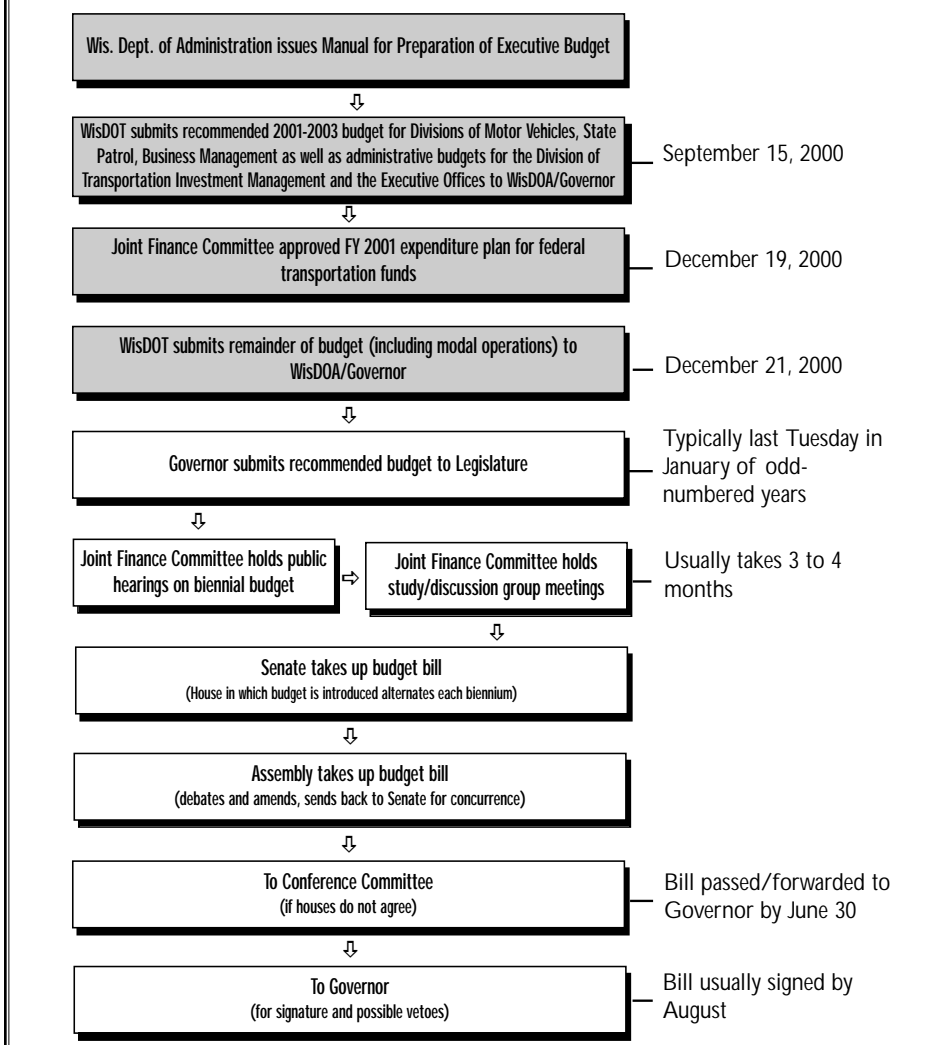 Wis. Dept. of Administration issues Manual for Preparation of Executive Budget
WisDOT submits recommended 2001-2003 budget for Divisions of Motor Vehicles, State
Patrol, Business Management as well as administrative budgets for the Division of
Transportation Investment Management and the Executive Offices to WisDOA/Governor
September 15, 2000
Joint Finance Committee approved FY 2001 expenditure plan for federal
transportation funds
December 19, 2000
WisDOT submits remainder of budget (including modal operations) to
WisDOA/Governor
December 21, 2000
Governor submits recommended budget to Legislature
Typically last Tuesday in
January of odd-
numbered years
Joint Finance Committee holds public
hearings on biennial budget
Joint Finance Committee holds
study/discussion group meetings
Usually takes 3 to 4
months
Senate takes up budget bill
(House in which budget is introduced alternates each biennium)
Assembly takes up budget bill
(debates and amends, sends back to Senate for concurrence)
To Conference Committee
(if houses do not agree)
Bill passed/forwarded to
Governor by June 30
To Governor
(for signature and possible vetoes)
Bill usually signed by
August